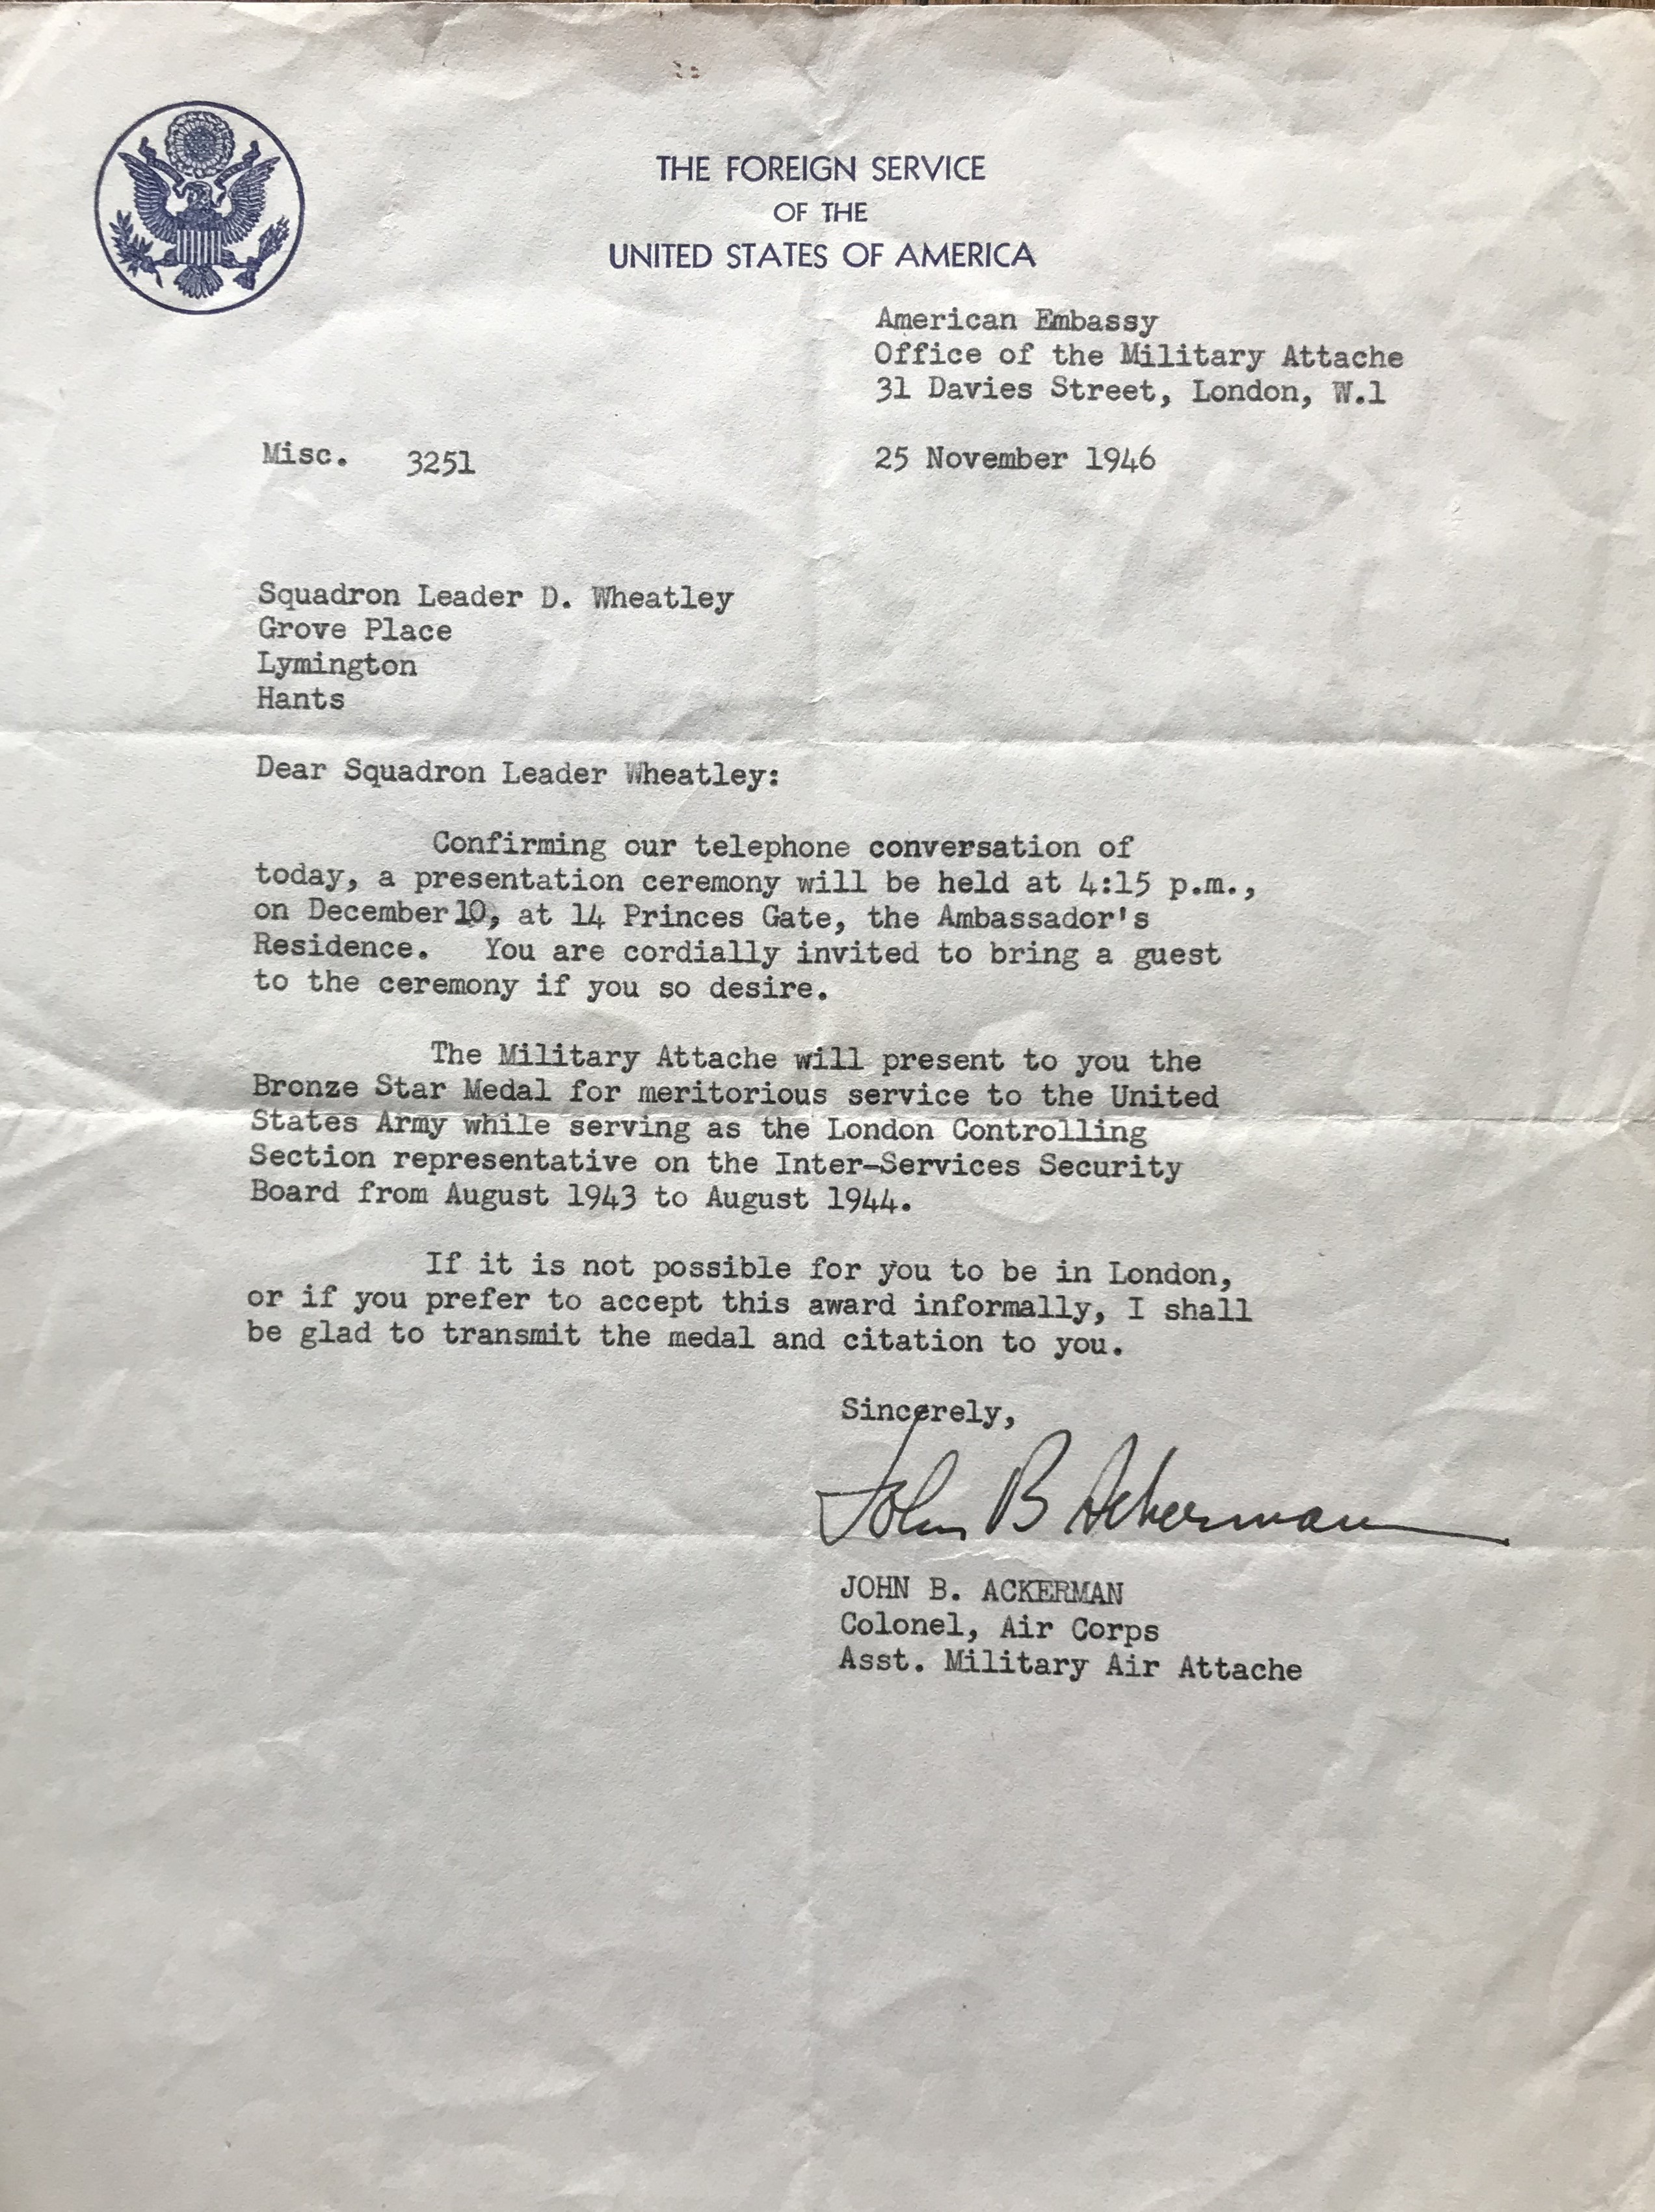 THE FOREIGN SERVICE
OF THE
UNITED STATES OF AMERICA
American Embassy
Office of the Military Attache
31 Davies Street, London, W.1
Misc. 3251
25 November 1946
Squadron Leader D. Wheatley
Grove Place
Lymington
Hants
Dear Squadron Leader Wheatley:
Confirming our telephone conversation of
today, a presentation ceremony will be held at 4:15 p.m.,
on December 10, at 14 Princes Gate, the Ambassador's
Residence. You are cordially invited to bring a guest
to the ceremony if you so desire.
The Military Attache will present to you the
Bronze Star Medal for meritorious service to the United
States Army while serving as the London Controlling
Section representative on the Inter-Services Security
Board from August 1943 to August 1944.
If it is not possible for you to be in London,
or if you prefer to accept this award informally, I shall
be glad to transmit the medal and citation to you.
Sincerely,
John B Ackerman
JOHN B. ACKERMAN
Colonel, Air Corps
Asst. Military Air Attache